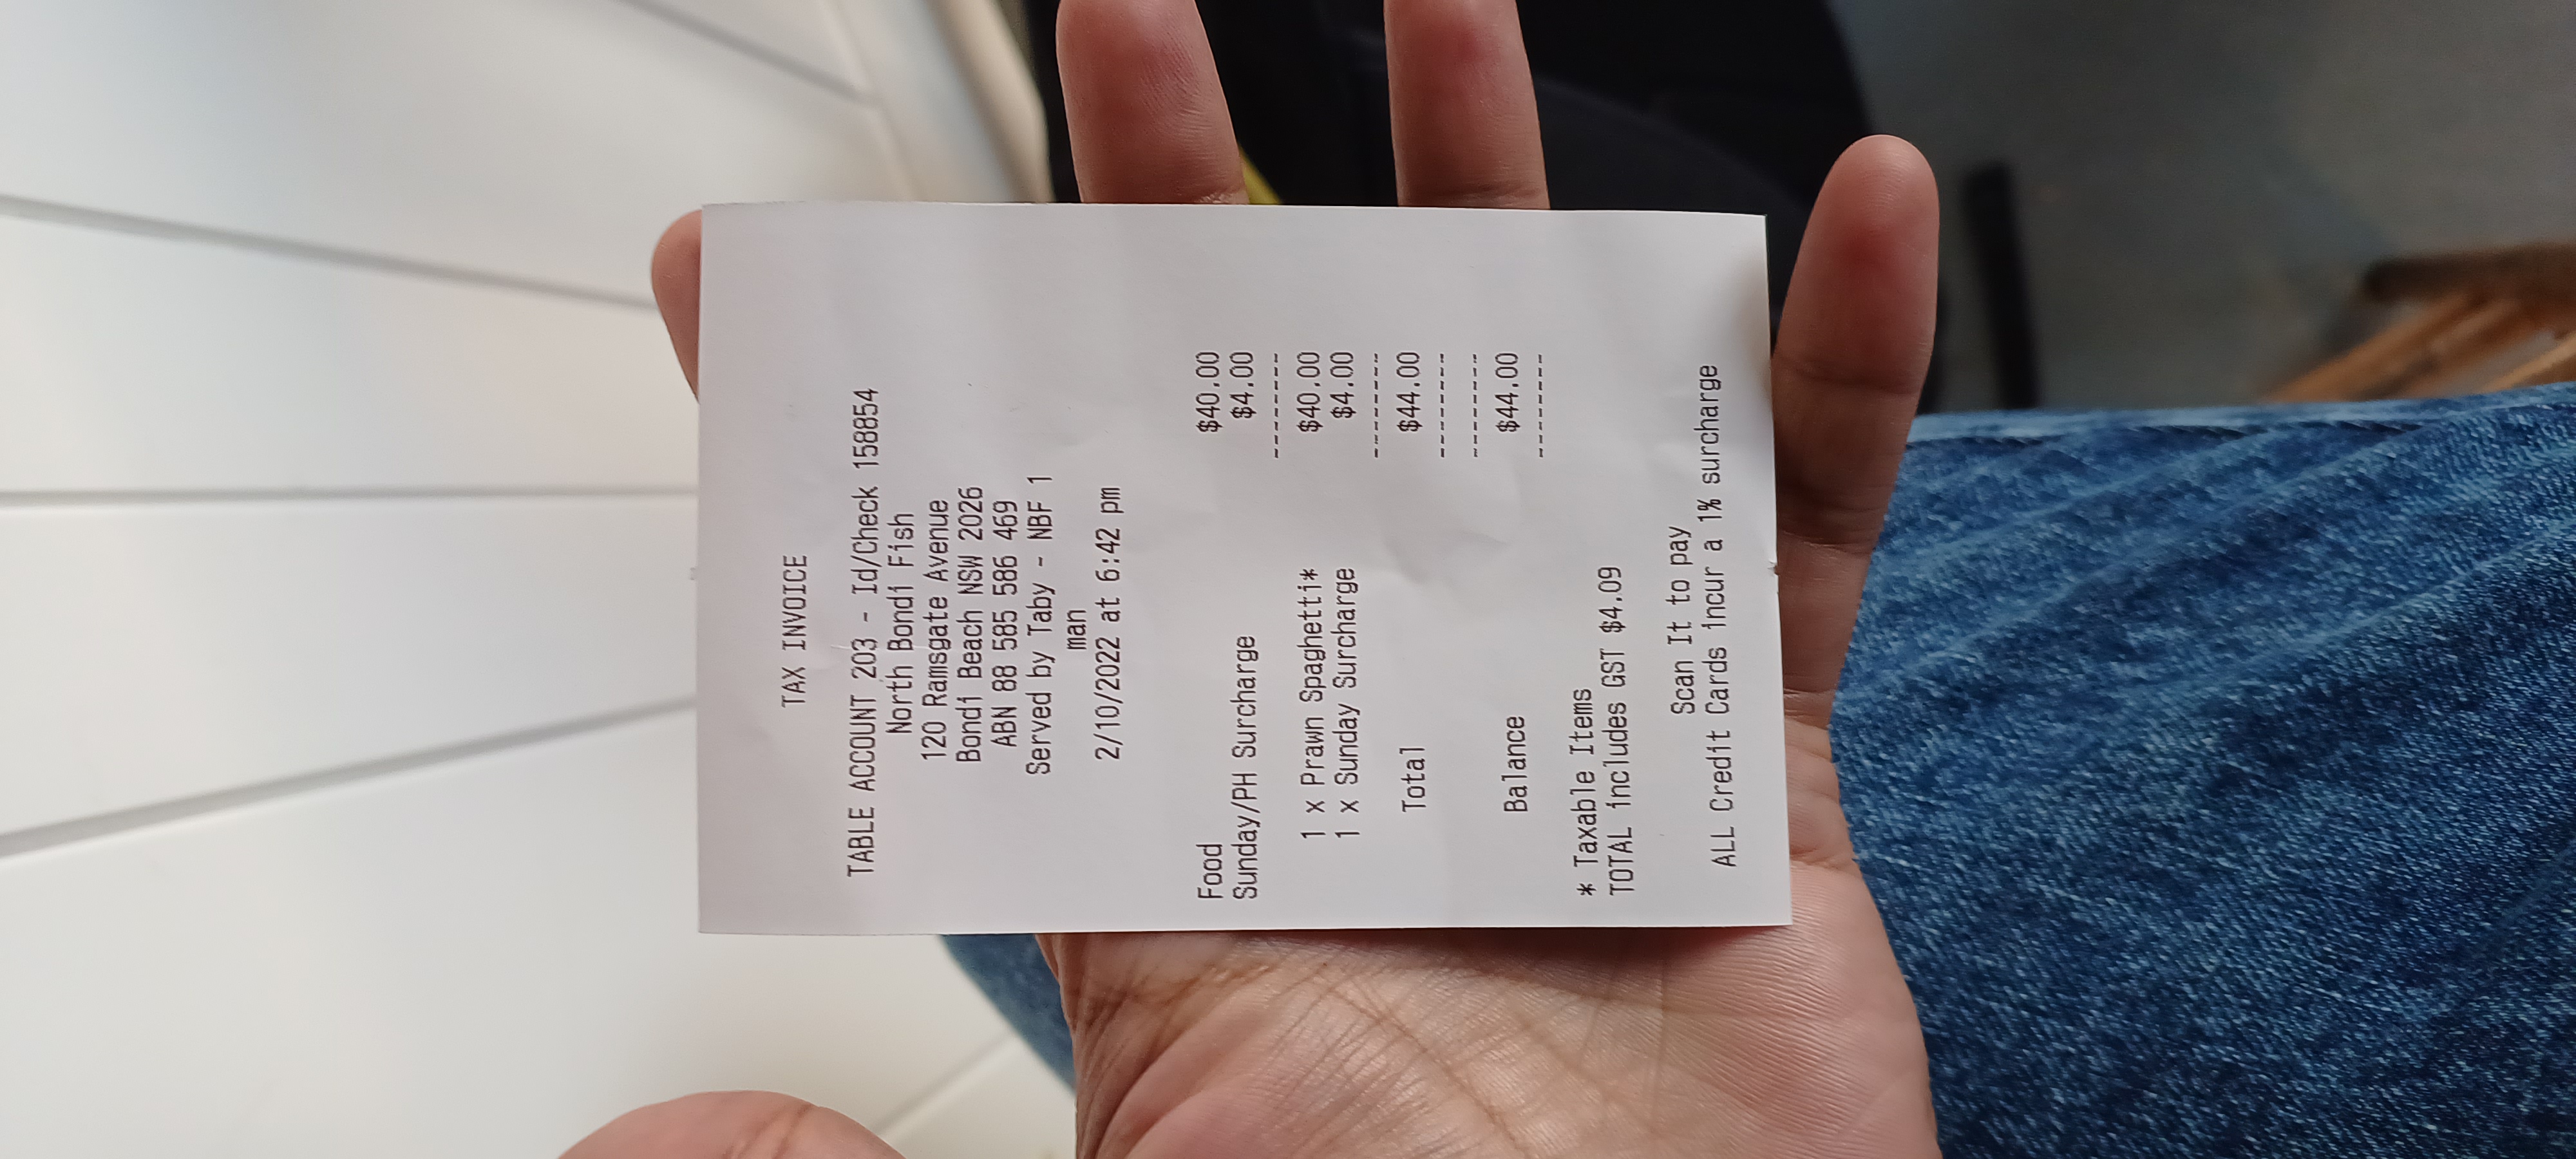 TAX INVOICE
TABLE ACCOUNT 203 - Id/Check 158854
North Bondi Fish
120 Ramsgate Avenue
Bondi Beach NSW 2026
ABN 88 585 586 469
Served by Taby - NBF 1
man
2/10/2022 at 6:42 pm
Food $40.00
Sunday/PH Surcharge $4.00
--------
1 x Prawn Spaghetti* $40.00
1 x Sunday Surcharge $4.00
--------
Total $44.00
--------
--------
Balance $44.00
--------
* Taxable Items
TOTAL includes GST $4.09
Scan It to pay
ALL Credit Cards incur a 1% surcharge